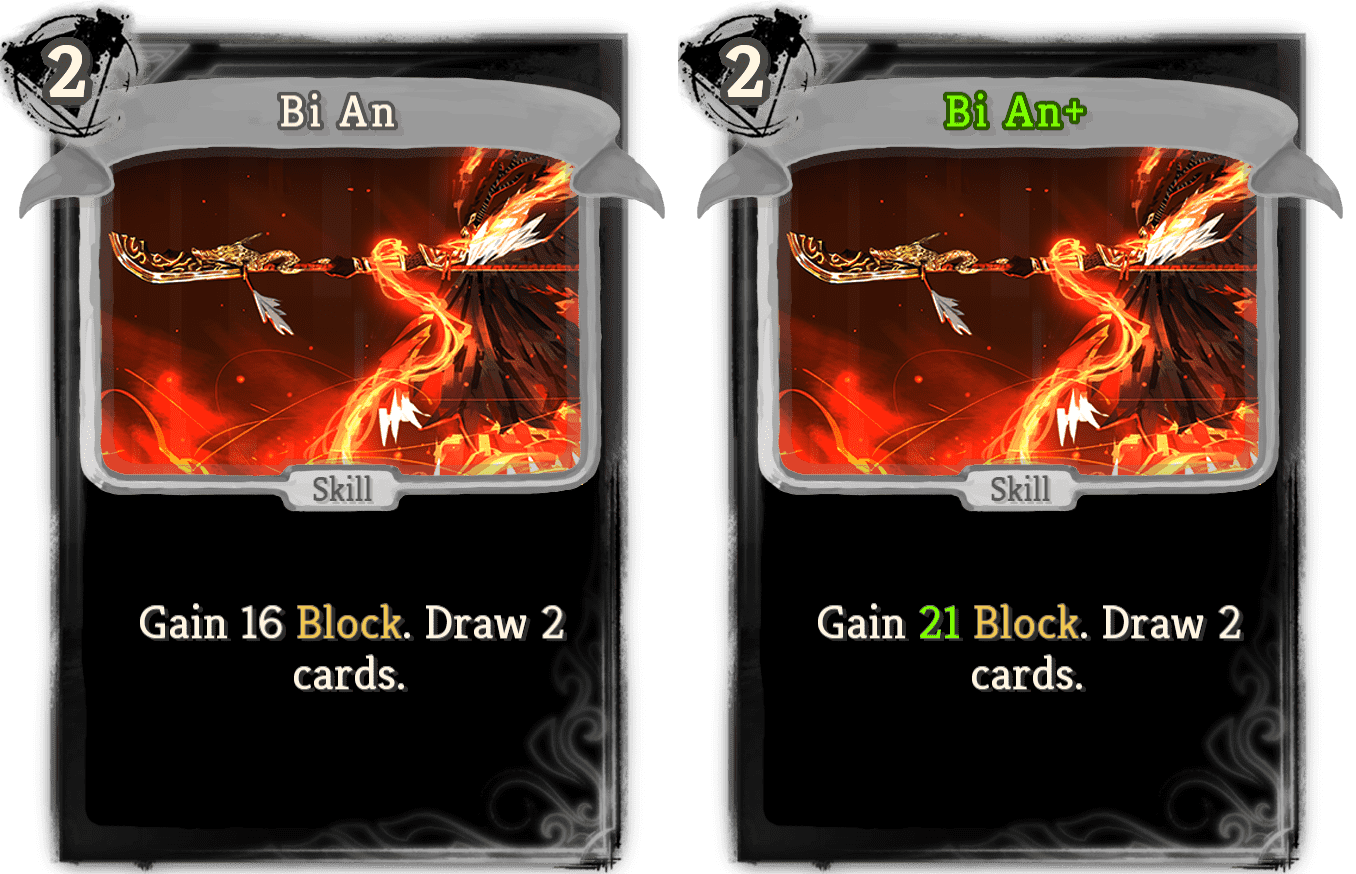 2
Bi An
Skill
Gain 16 Block. Draw 2
cards.
2
Bi An+
Skill
Gain 21 Block. Draw 2
cards.